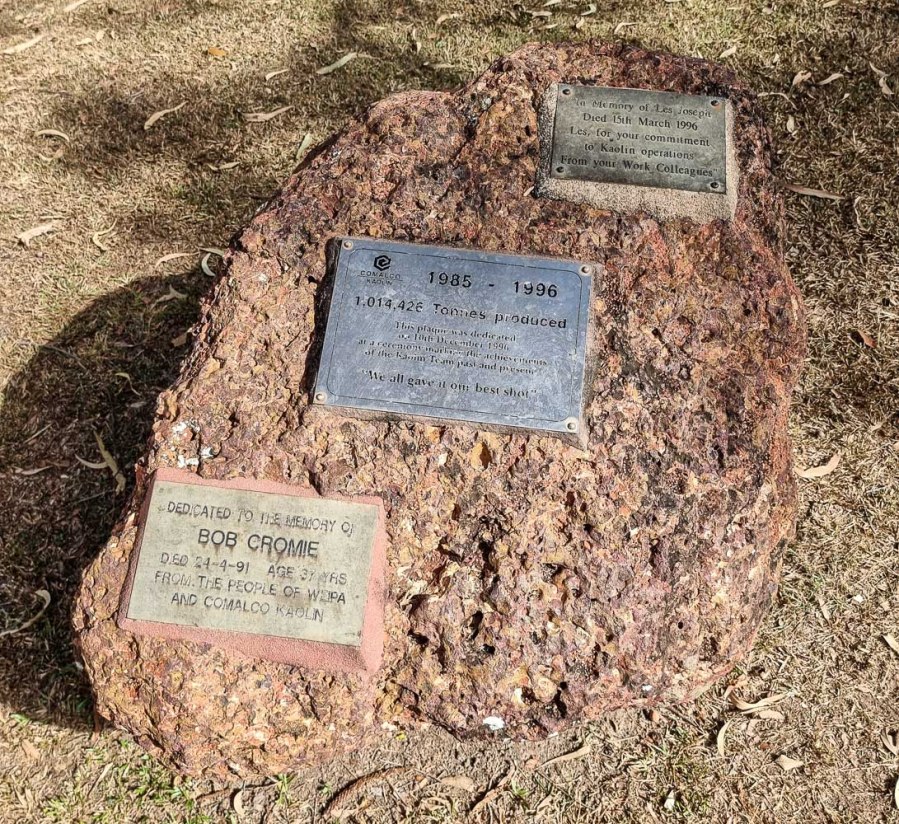 In Memory of Les Joseph
Died 15th March 1996
Les, for your commitment
to Kaolin operations
From your Work Colleagues
COMALCO
KAOLIN
1985 - 1996
1,014,426 Tonnes produced
This plaque was dedicated
on 10th December 1996
at a ceremony marking the achievements
of the Kaolin Team past and present
"We all gave it our best shot"
DEDICATED TO THE MEMORY OF
BOB CROMIE
DIED 24-4-91 AGE 37 YRS
FROM THE PEOPLE OF WEIPA
AND COMALCO KAOLIN